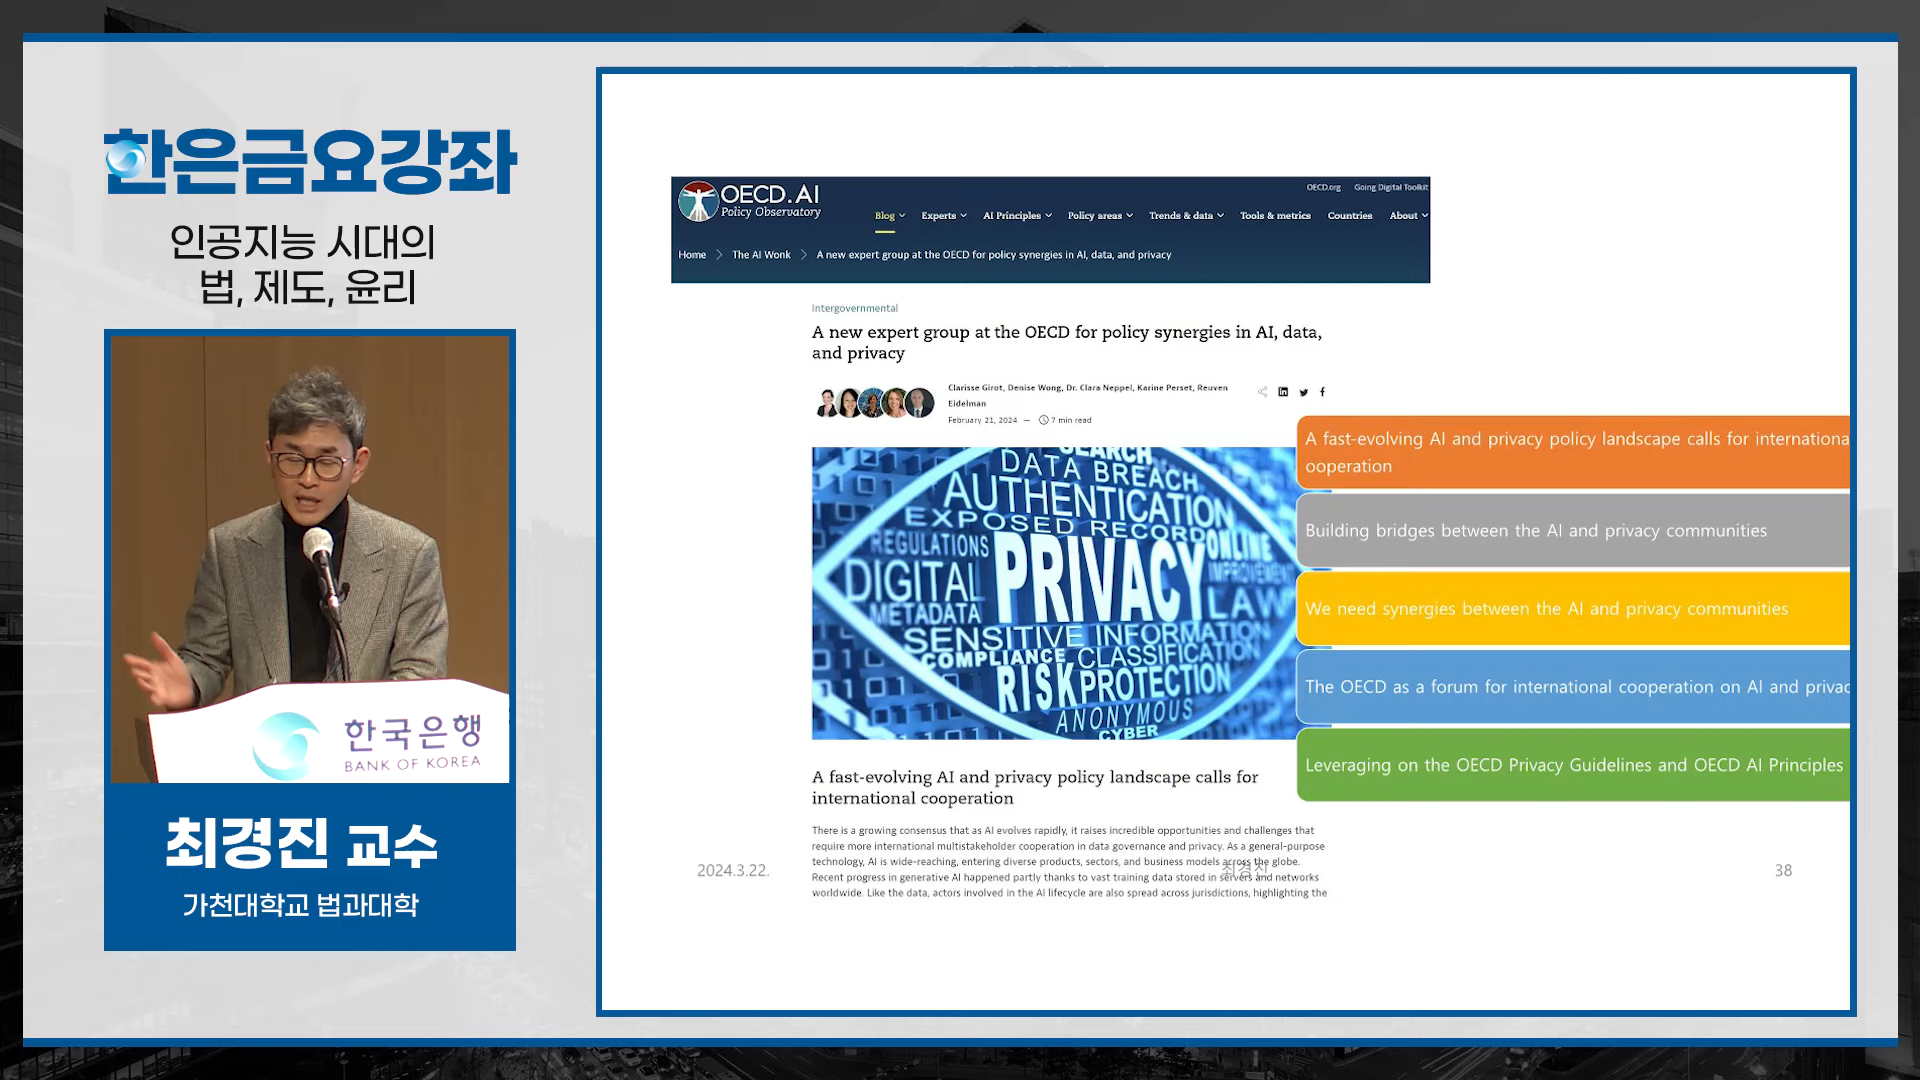 한은금요강좌
인공지능 시대의
법, 제도, 윤리
한국은행
BANK OF KOREA
최경진 교수
가천대학교 법과대학
OECD.AI
Policy Observatory
OECD.org
Going Digital Toolkit
Blog
Experts
AI Principles
Policy areas
Trends & data
Tools & metrics
Countries
About
Home > The AI Wonk > A new expert group at the OECD for policy synergies in AI, data, and privacy
Intergovernmental
A new expert group at the OECD for policy synergies in AI, data,
and privacy
Clarisse Girot, Denise Wong, Dr. Clara Neppel, Karine Perset, Reuven
Eidelman
February 21, 2024 — 7 min read
SEARCH
DATA BREACH
AUTHENTICATION
EXPOSED RECORD
REGULATIONS
ONLINE
DIGITAL
PRIVACY
IMPROVEMENT
METADATA
LAW
SENSITIVE INFORMATION
COMPLIANCE CLASSIFICATION
RISK PROTECTION
ANONYMOUS
CYBER
A fast-evolving AI and privacy policy landscape calls for
international cooperation
There is a growing consensus that as AI evolves rapidly, it raises incredible opportunities and challenges that
require more international multistakeholder cooperation in data governance and privacy. As a general-purpose
technology, AI is wide-reaching, entering diverse products, sectors, and business models across the globe.
Recent progress in generative AI happened partly thanks to vast training data stored in servers and networks
worldwide. Like the data, actors involved in the AI lifecycle are also spread across jurisdictions, highlighting the
A fast-evolving AI and privacy policy landscape calls for internationa
ooperation
Building bridges between the AI and privacy communities
We need synergies between the AI and privacy communities
The OECD as a forum for international cooperation on AI and privac
Leveraging on the OECD Privacy Guidelines and OECD AI Principles
2024.3.22.
최경진
38